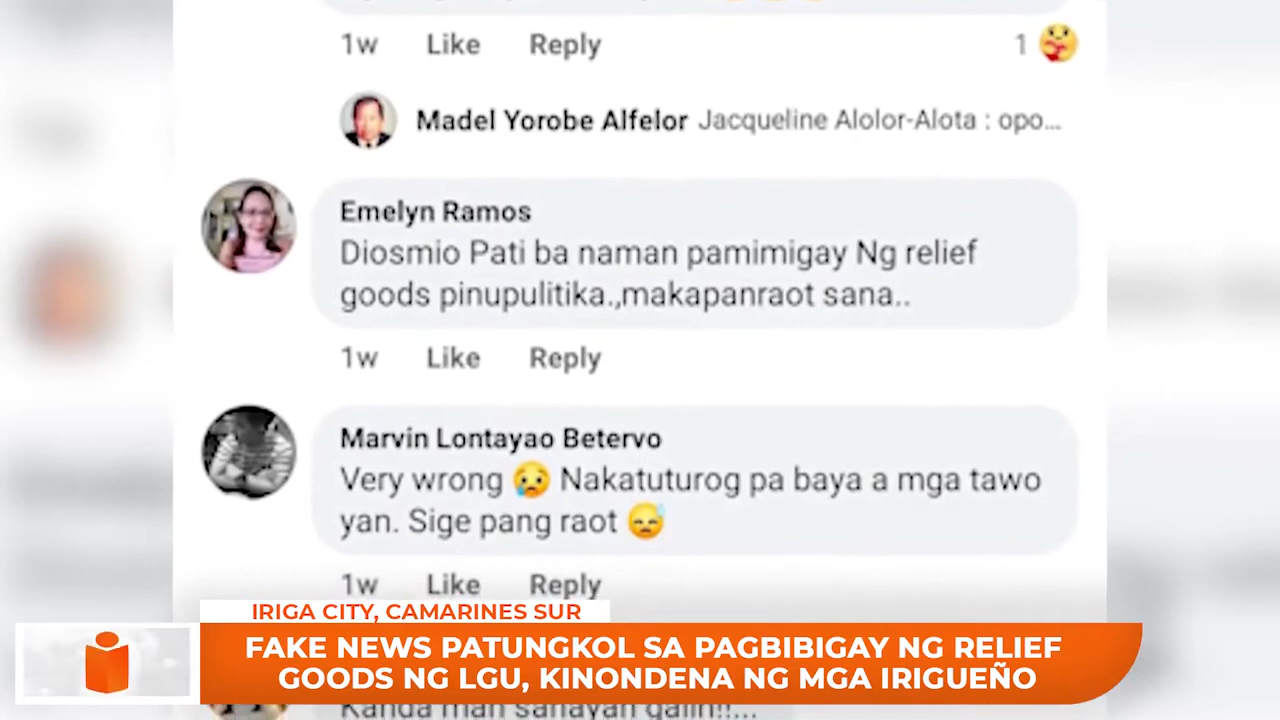 1w Like Reply 1
Madel Yorobe Alfelor Jacqueline Alolor-Alota : opo...
Emelyn Ramos
Diosmio Pati ba naman pamimigay Ng relief
goods pinupulitika.,makapanraot sana..
1w Like Reply
Marvin Lontayao Betervo
Very wrong 😥 Nakatuturog pa baya a mga tawo
yan. Sige pang raot 😓
1w Like Reply
IRIGA CITY, CAMARINES SUR
FAKE NEWS PATUNGKOL SA PAGBIBIGAY NG RELIEF
GOODS NG LGU, KINONDENA NG MGA IRIGUEÑO